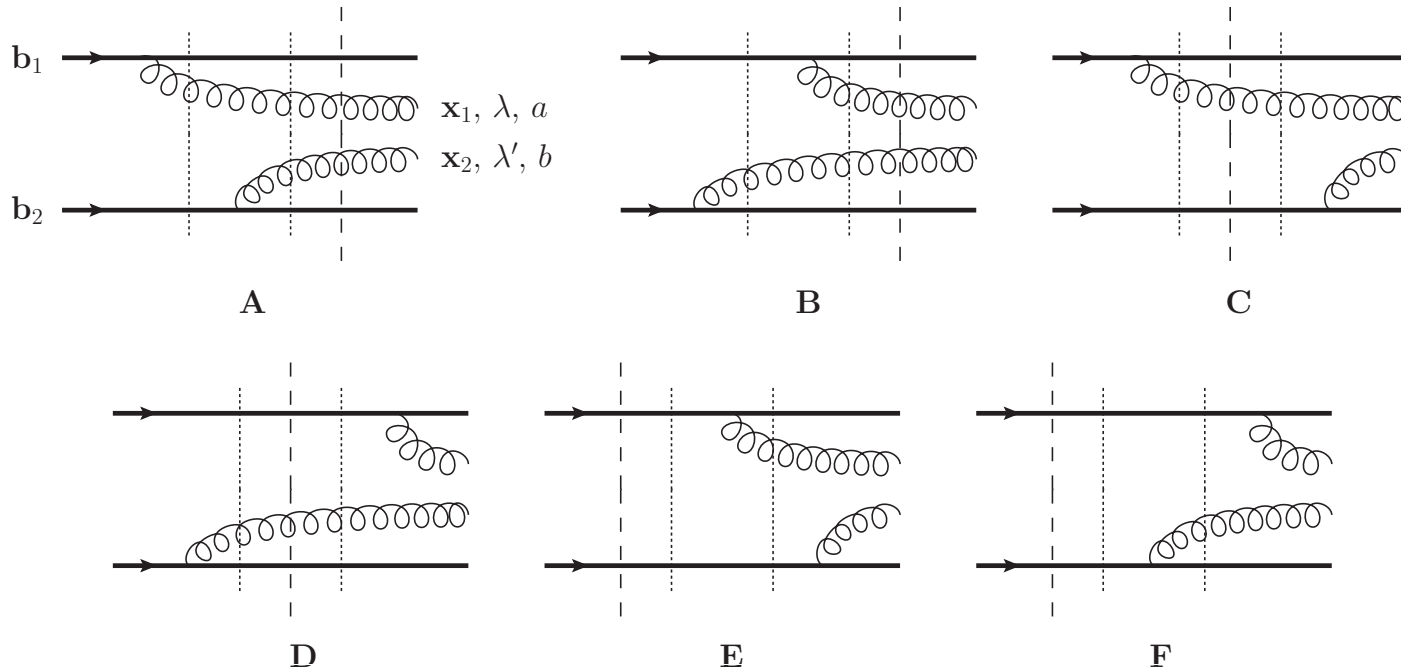 b₁
x₁, λ, a
x₂, λ′, b
b₂
A B C
D E F